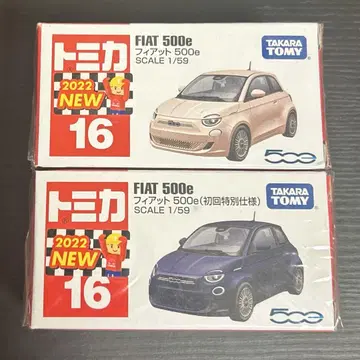 トミカ
2022
NEW
16
FIAT 500e
フィアット 500e
SCALE 1/59
TAKARA
TOMY
500
トミカ
2022
NEW
16
FIAT 500e
フィアット 500e(初回特別仕様)
SCALE 1/59
TAKARA
TOMY
500